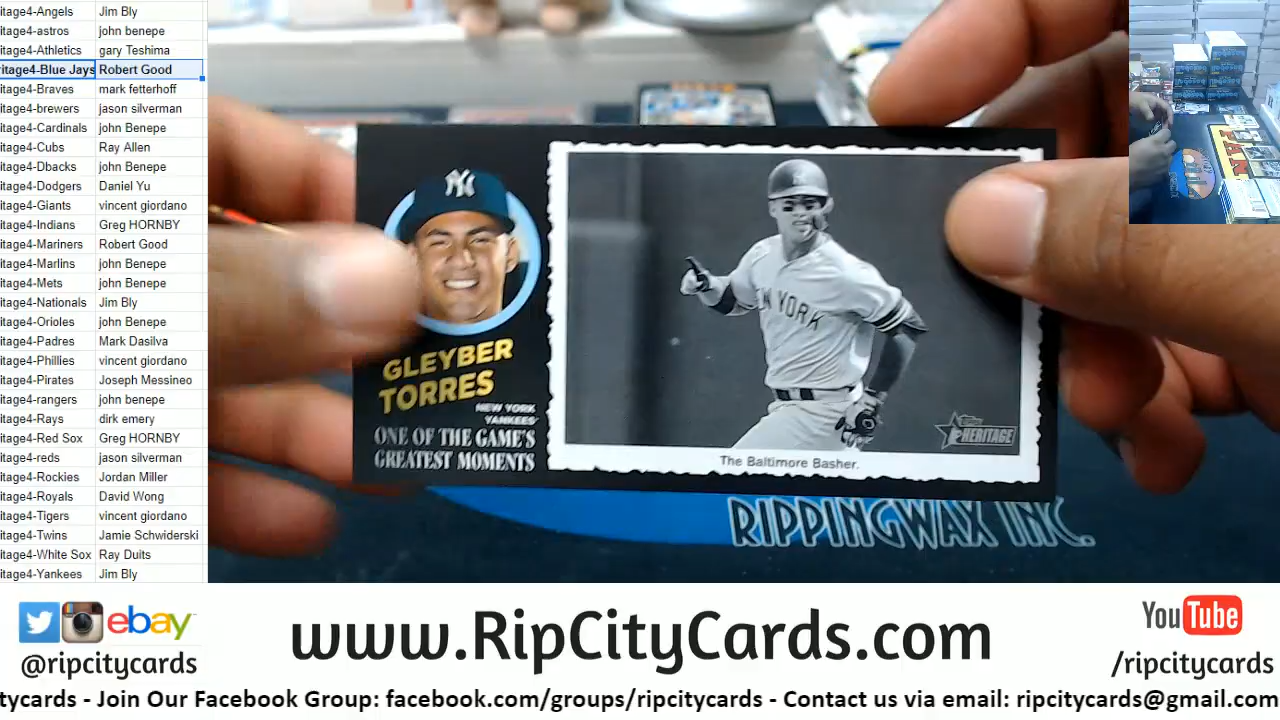 itage4-Angels Jim Bly
itage4-astros john benepe
itage4-Athletics gary Teshima
ritage4-Blue Jays Robert Good
itage4-Braves mark fetterhoff
itage4-brewers jason silverman
itage4-Cardinals john Benepe
itage4-Cubs Ray Allen
itage4-Dbacks john Benepe
itage4-Dodgers Daniel Yu
itage4-Giants vincent giordano
itage4-Indians Greg HORNBY
itage4-Mariners Robert Good
itage4-Marlins john Benepe
itage4-Mets john Benepe
itage4-Nationals Jim Bly
itage4-Orioles john Benepe
itage4-Padres Mark Dasilva
itage4-Phillies vincent giordano
itage4-Pirates Joseph Messineo
itage4-rangers john benepe
itage4-Rays dirk emery
itage4-Red Sox Greg HORNBY
itage4-reds jason silverman
itage4-Rockies Jordan Miller
itage4-Royals David Wong
itage4-Tigers vincent giordano
itage4-Twins Jamie Schwiderski
itage4-White Sox Ray Duits
itage4-Yankees Jim Bly
NY
GLEYBER
TORRES
NEW YORK
YANKEES
ONE OF THE GAME'S
GREATEST MOMENTS
NEW YORK
Topps
HERITAGE
The Baltimore Basher.
RIPPINGWAX INC.
ebay
@ripcitycards
www.RipCityCards.com
YouTube
/ripcitycards
tycards - Join Our Facebook Group: facebook.com/groups/ripcitycards - Contact us via email: ripcitycards@gmail.com